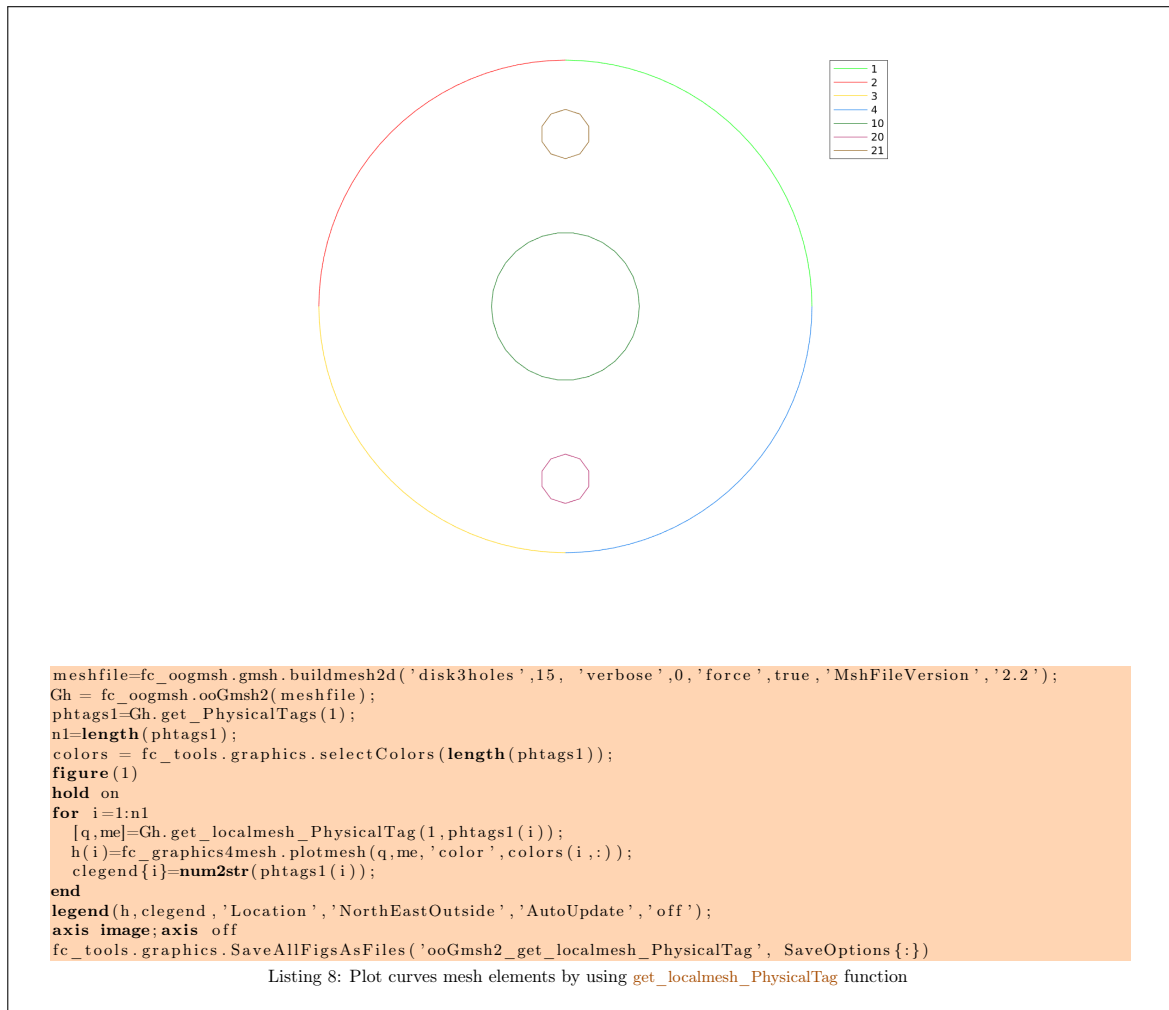 1
2
3
4
10
20
21
meshfile=fc_oogmsh.gmsh.buildmesh2d('disk3holes',15, 'verbose',0,'force',true,'MshFileVersion','2.2');
Gh = fc_oogmsh.ooGmsh2(meshfile);
phtags1=Gh.get_PhysicalTags(1);
n1=length(phtags1);
colors = fc_tools.graphics.selectColors(length(phtags1));
figure(1)
hold on
for i=1:n1
  [q,me]=Gh.get_localmesh_PhysicalTag(1,phtags1(i));
  h(i)=fc_graphics4mesh.plotmesh(q,me,'color',colors(i,:));
  clegend{i}=num2str(phtags1(i));
end
legend(h,clegend,'Location','NorthEastOutside','AutoUpdate','off');
axis image;axis off
fc_tools.graphics.SaveAllFigsAsFiles('ooGmsh2_get_localmesh_PhysicalTag', SaveOptions{:})
Listing 8: Plot curves mesh elements by using get_localmesh_PhysicalTag function